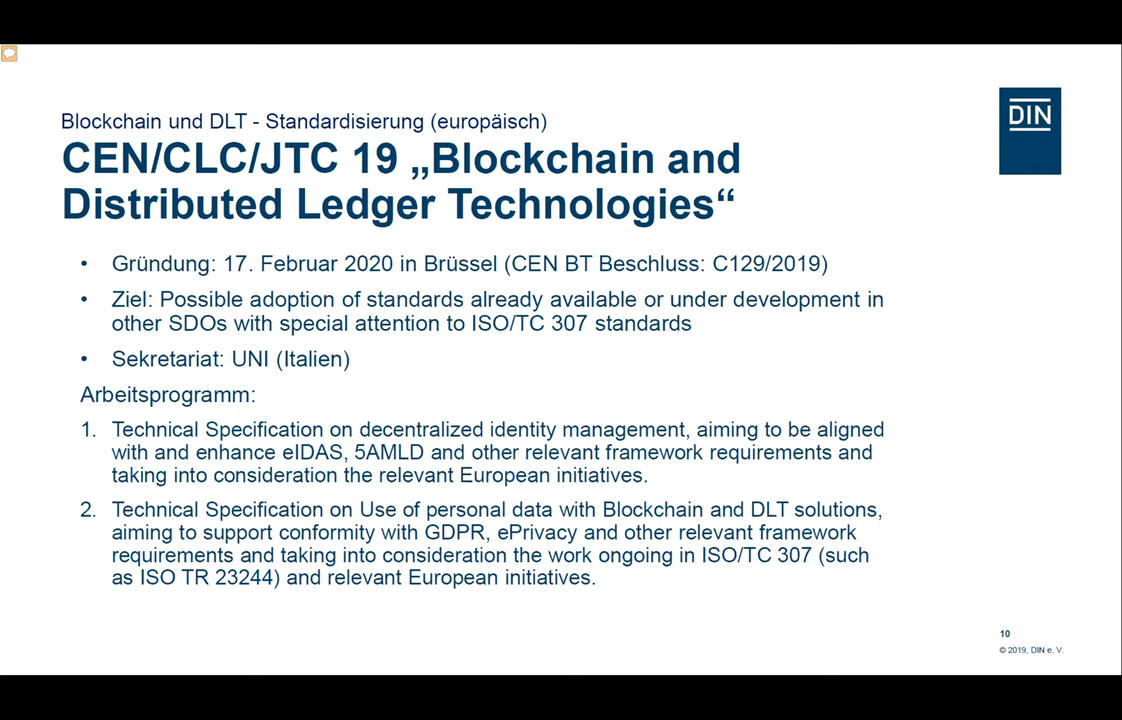 Blockchain und DLT - Standardisierung (europäisch)
DIN
CEN/CLC/JTC 19 „Blockchain and
Distributed Ledger Technologies“
• Gründung: 17. Februar 2020 in Brüssel (CEN BT Beschluss: C129/2019)
• Ziel: Possible adoption of standards already available or under development in
other SDOs with special attention to ISO/TC 307 standards
• Sekretariat: UNI (Italien)
Arbeitsprogramm:
1. Technical Specification on decentralized identity management, aiming to be aligned
with and enhance eIDAS, 5AMLD and other relevant framework requirements and
taking into consideration the relevant European initiatives.
2. Technical Specification on Use of personal data with Blockchain and DLT solutions,
aiming to support conformity with GDPR, ePrivacy and other relevant framework
requirements and taking into consideration the work ongoing in ISO/TC 307 (such
as ISO TR 23244) and relevant European initiatives.
10
© 2019, DIN e. V.